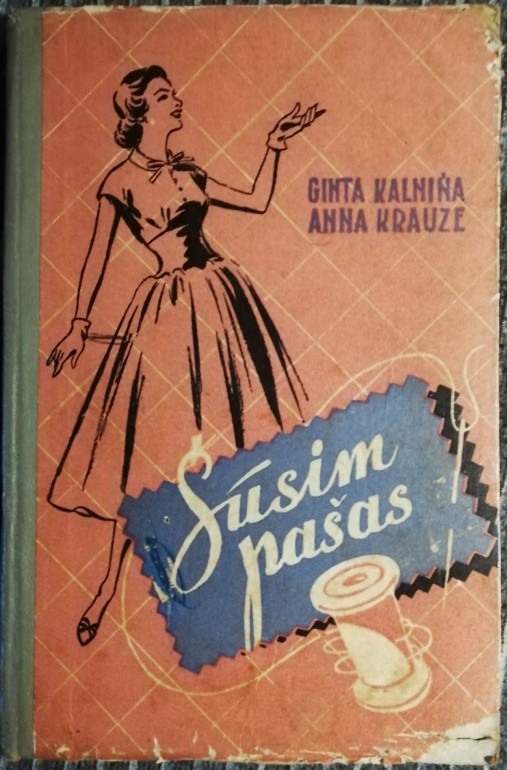 GINTA KALNIŅA
ANNA KRAUZE
Šūsim
pašas